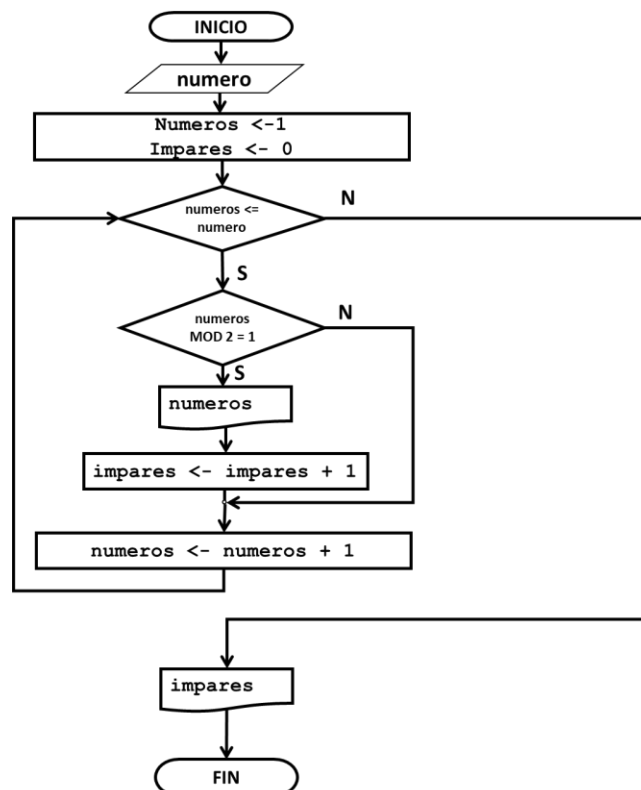 INICIO
numero
Numeros <-1
Impares <- 0
numeros <=
numero
N
S
numeros
MOD 2 = 1
N
S
numeros
impares <- impares + 1
numeros <- numeros + 1
impares
FIN